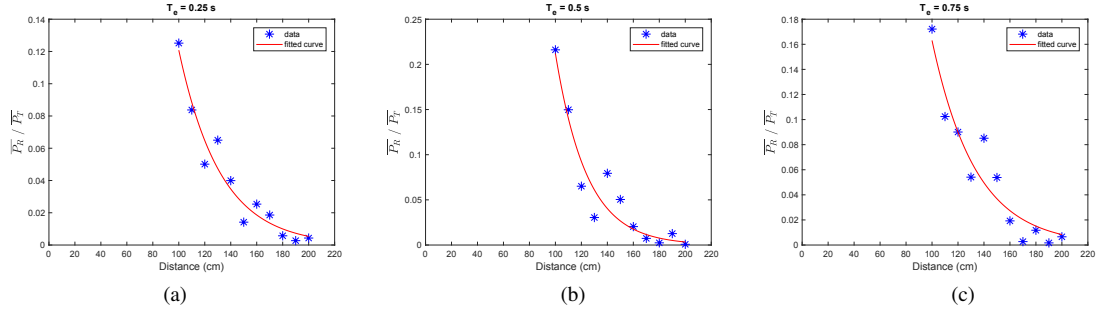 T_e = 0.25 s
0.14
0.12
0.1
0.08
0.06
0.04
0.02
0
0 20 40 60 80 100 120 140 160 180 200 220
Distance (cm)
P_R / P_T
data
fitted curve
(a)
T_e = 0.5 s
0.25
0.2
0.15
0.1
0.05
0
0 20 40 60 80 100 120 140 160 180 200 220
Distance (cm)
P_R / P_T
data
fitted curve
(b)
T_e = 0.75 s
0.18
0.16
0.14
0.12
0.1
0.08
0.06
0.04
0.02
0
0 20 40 60 80 100 120 140 160 180 200 220
Distance (cm)
P_R / P_T
data
fitted curve
(c)